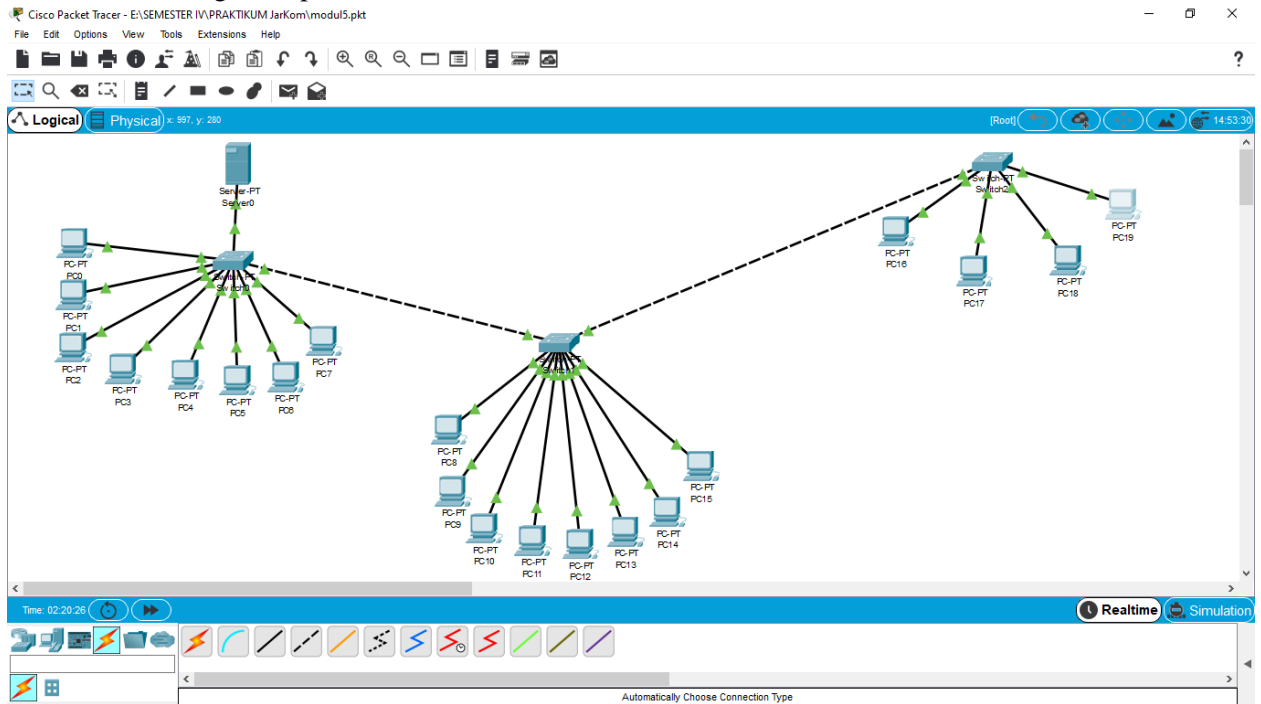 Cisco Packet Tracer - E:\SEMESTER IV\PRAKTIKUM JarKom\modul5.pkt
File Edit Options View Tools Extensions Help
?
Logical Physical x: 997, y: 280 [Root] 14:53:30
Server-PT
Server0
Switch-PT
Switch0
PC-PT
PC0
PC-PT
PC1
PC-PT
PC2
PC-PT
PC3
PC-PT
PC4
PC-PT
PC5
PC-PT
PC6
PC-PT
PC7
PC-PT
PC8
PC-PT
PC9
PC-PT
PC10
PC-PT
PC11
PC-PT
PC12
PC-PT
PC13
PC-PT
PC14
PC-PT
PC15
Switch-PT
Switch2
PC-PT
PC16
PC-PT
PC17
PC-PT
PC18
PC-PT
PC19
Time: 02:20:26 Realtime Simulation
Automatically Choose Connection Type